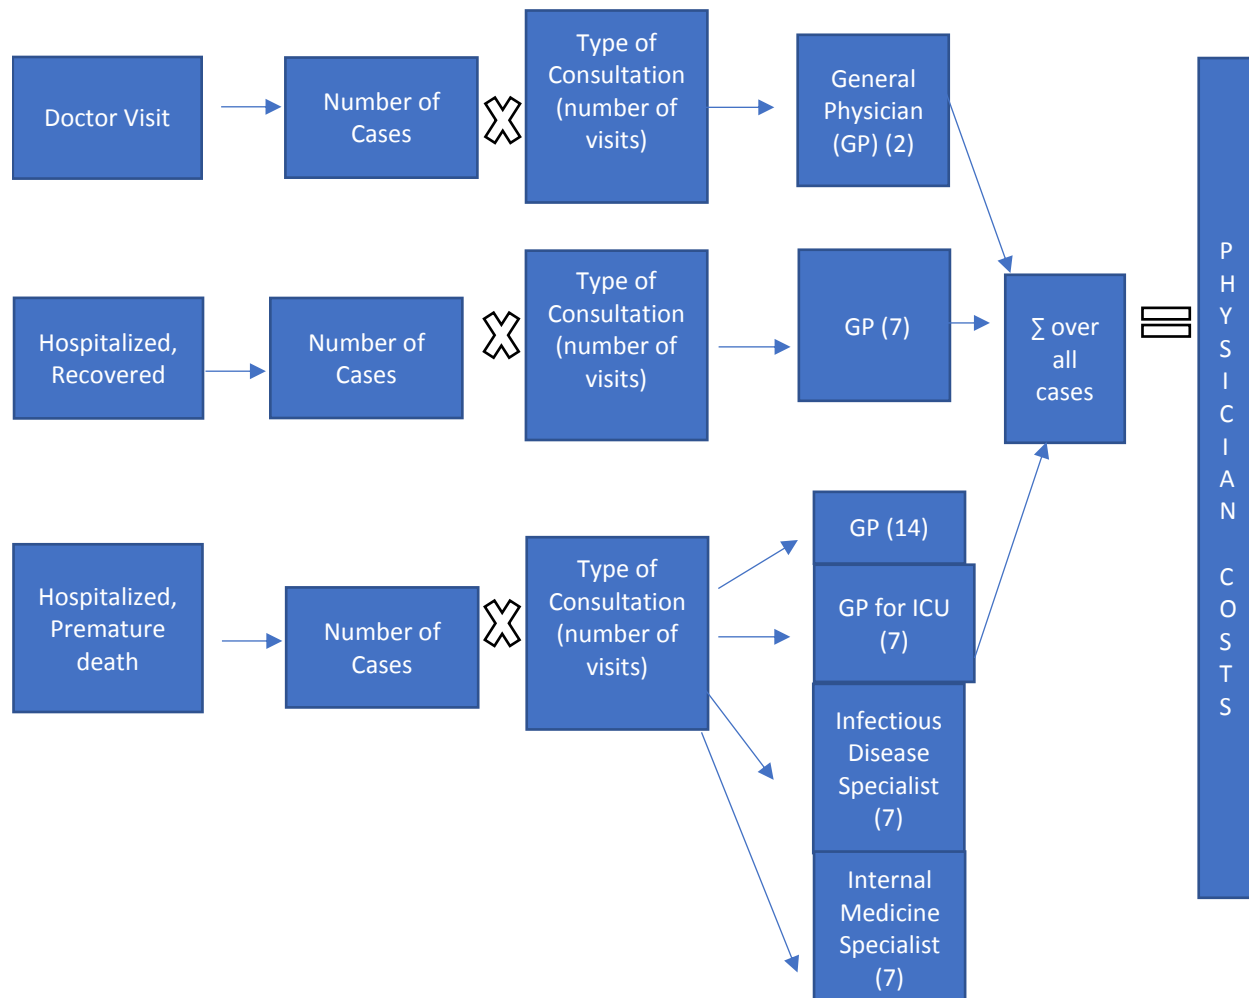 Doctor Visit
Number of
Cases
Type of
Consultation
(number of
visits)
General
Physician
(GP) (2)
Hospitalized,
Recovered
Number of
Cases
Type of
Consultation
(number of
visits)
GP (7)
∑ over
all
cases
Hospitalized,
Premature
death
Number of
Cases
Type of
Consultation
(number of
visits)
GP (14)
GP for ICU
(7)
Infectious
Disease
Specialist
(7)
Internal
Medicine
Specialist
(7)
P
H
Y
S
I
C
I
A
N
C
O
S
T
S